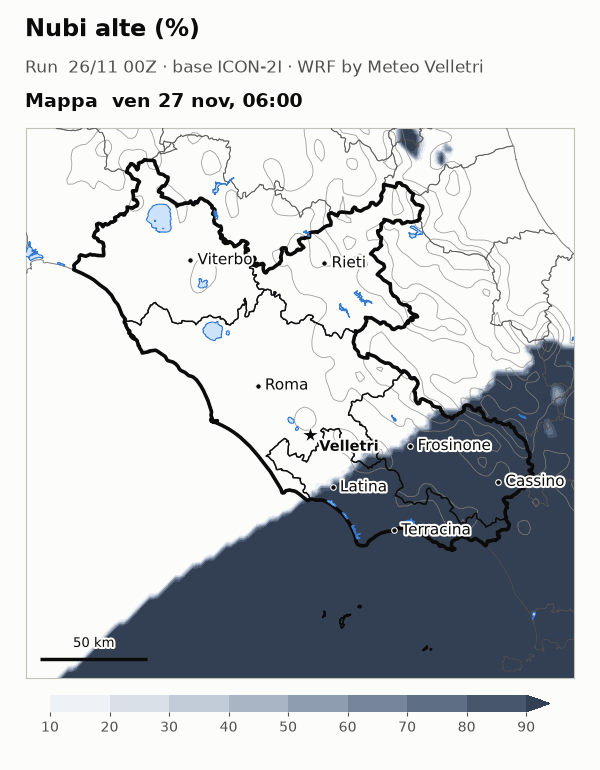 Nubi alte (%)
Run  26/11 00Z · base ICON-2I · WRF by Meteo Velletri
Mappa  ven 27 nov, 06:00
Viterbo
Rieti
Roma
Velletri
Frosinone
Latina
Cassino
Terracina
50 km
10 20 30 40 50 60 70 80 90